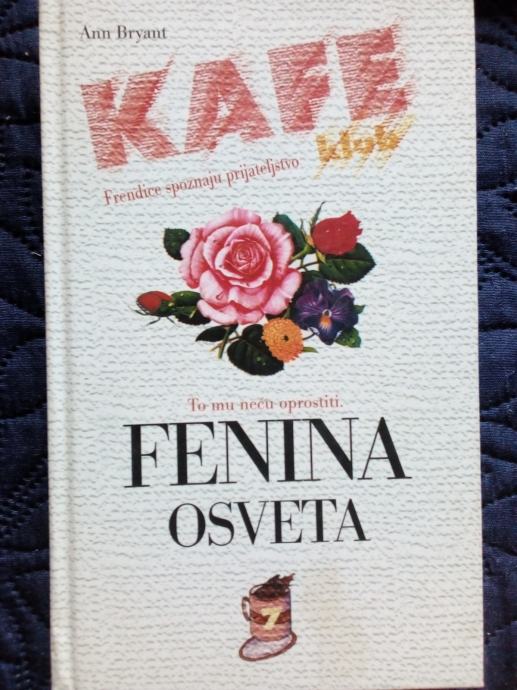 Ann Bryant
KAFE
klub
Frendice spoznaju prijateljstvo
To mu neću oprostiti.
FENINA
OSVETA
7